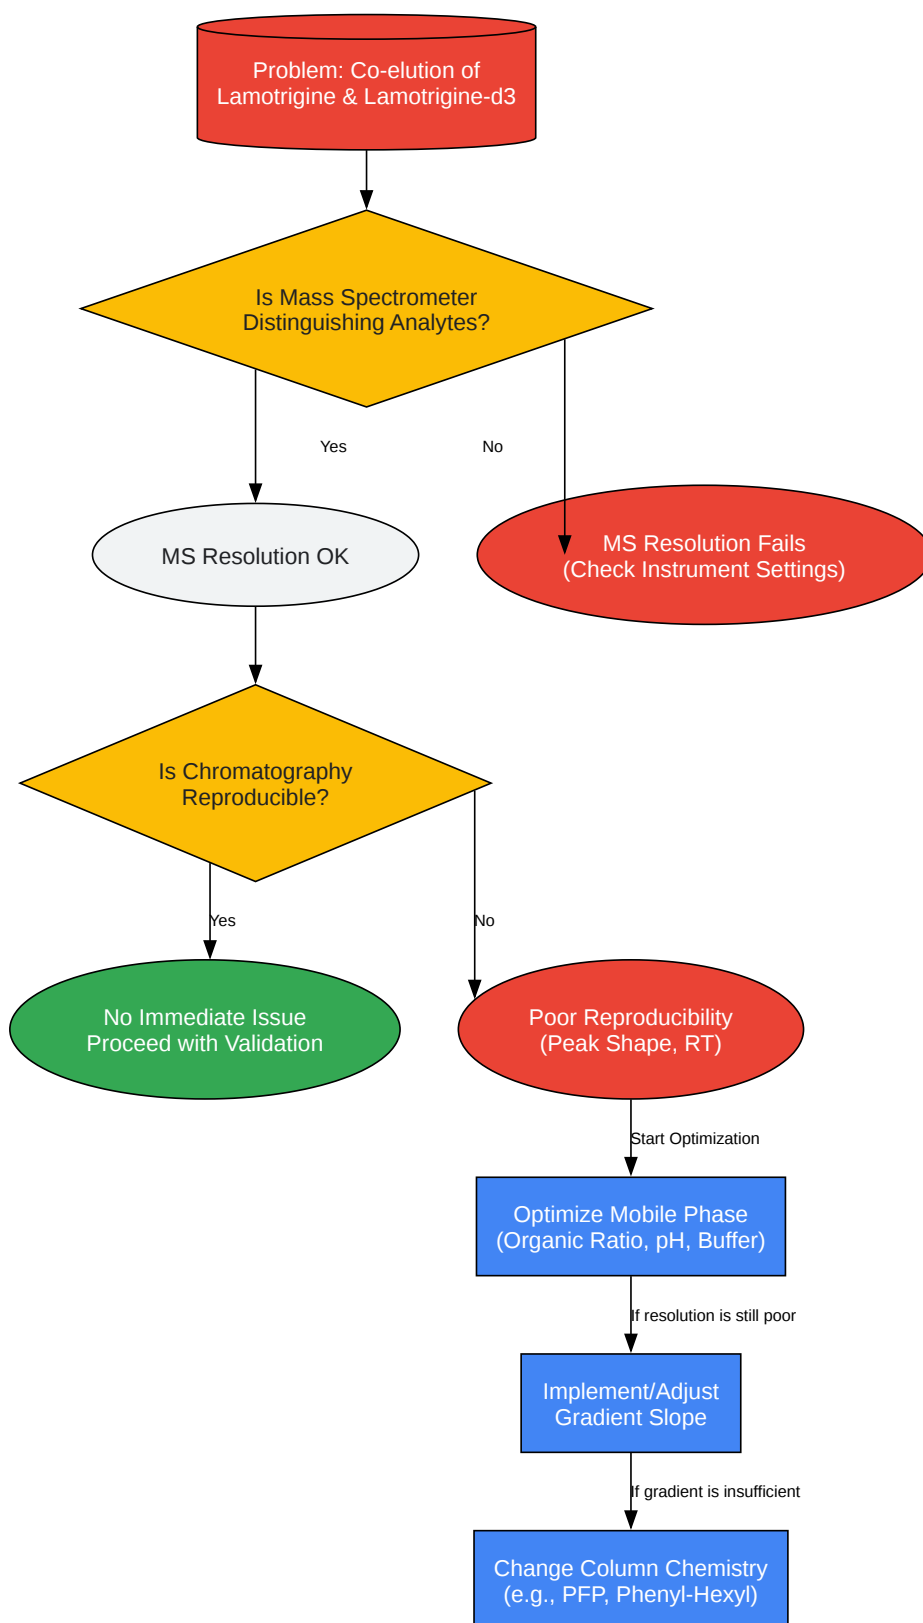 Problem: Co-elution of
Lamotrigine & Lamotrigine-d3
Is Mass Spectrometer
Distinguishing Analytes?
Yes
No
MS Resolution OK
MS Resolution Fails
(Check Instrument Settings)
Is Chromatography
Reproducible?
Yes
No
No Immediate Issue
Proceed with Validation
Poor Reproducibility
(Peak Shape, RT)
Start Optimization
Optimize Mobile Phase
(Organic Ratio, pH, Buffer)
If resolution is still poor
Implement/Adjust
Gradient Slope
If gradient is insufficient
Change Column Chemistry
(e.g., PFP, Phenyl-Hexyl)